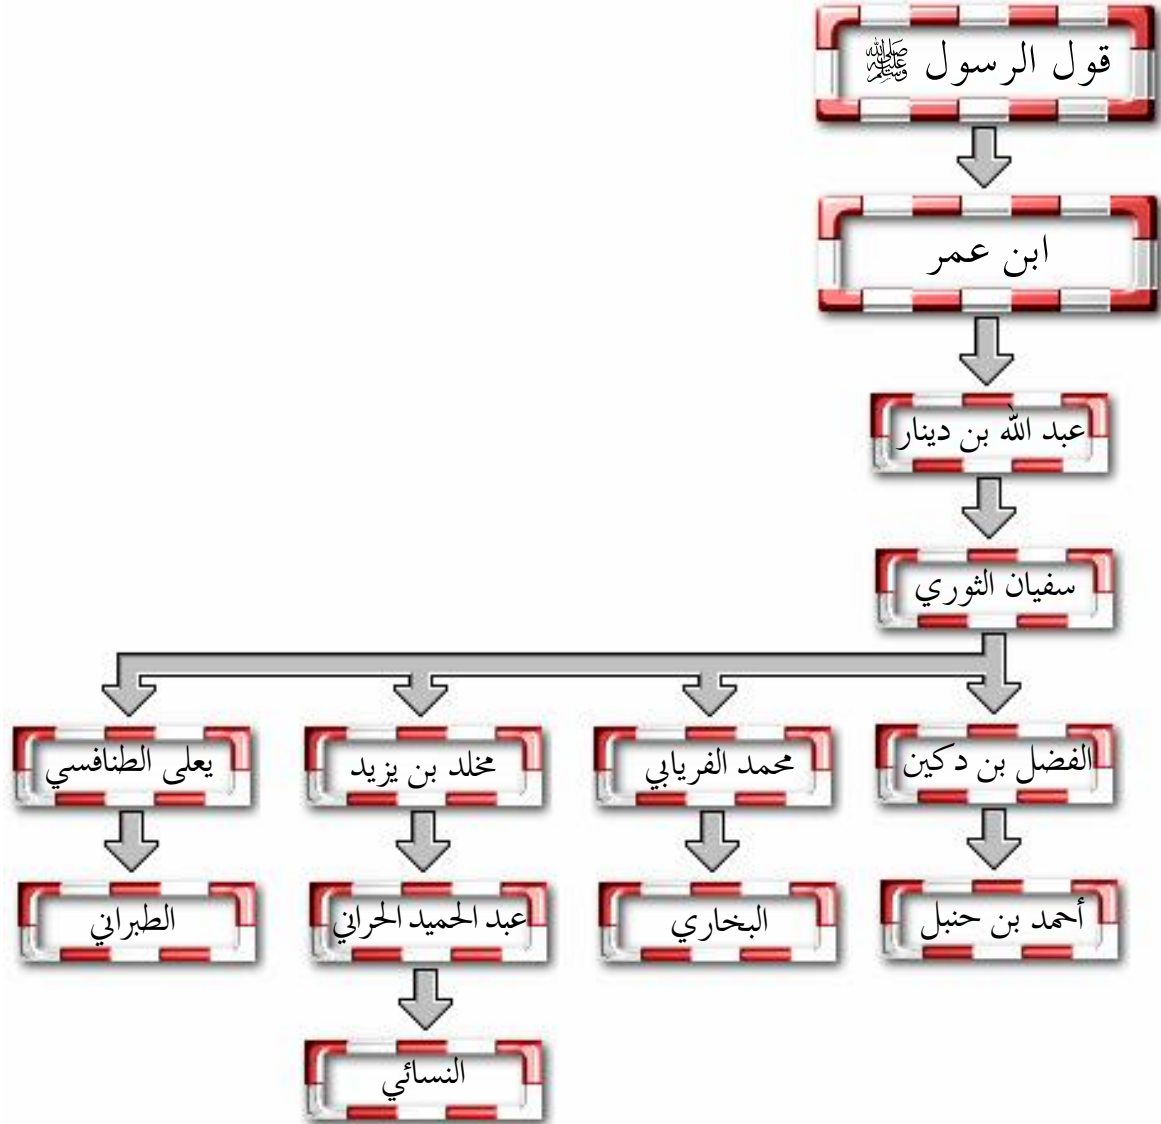 قول الرسول ﷺ
ابن عمر
عبد الله بن دينار
سفيان الثوري
الفضل بن دكين
محمد الفريابي
مخلد بن يزيد
يعلى الطنافسي
أحمد بن حنبل
البخاري
عبد الحميد الحراني
الطبراني
النسائي